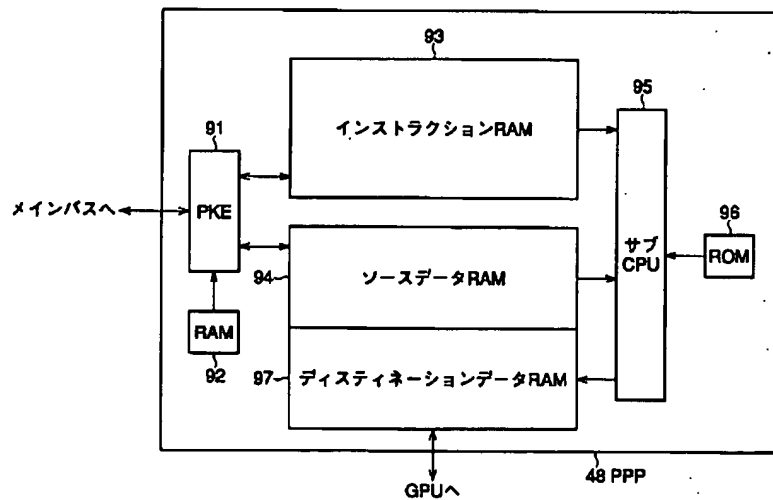 93
インストラクションRAM
95
91
PKE
メインバスへ
96
ROM
サブ
CPU
94
ソースデータRAM
RAM
92
97
ディスティネーションデータRAM
48 PPP
GPUへ